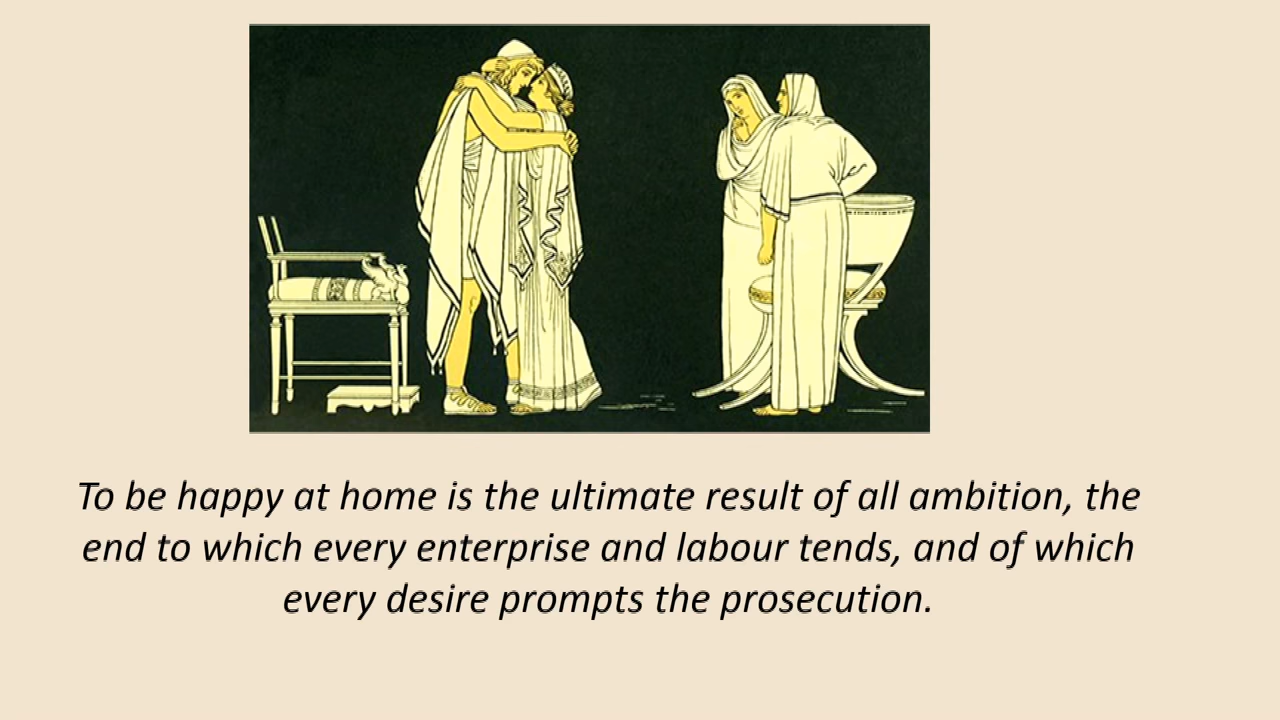 To be happy at home is the ultimate result of all ambition, the
end to which every enterprise and labour tends, and of which
every desire prompts the prosecution.